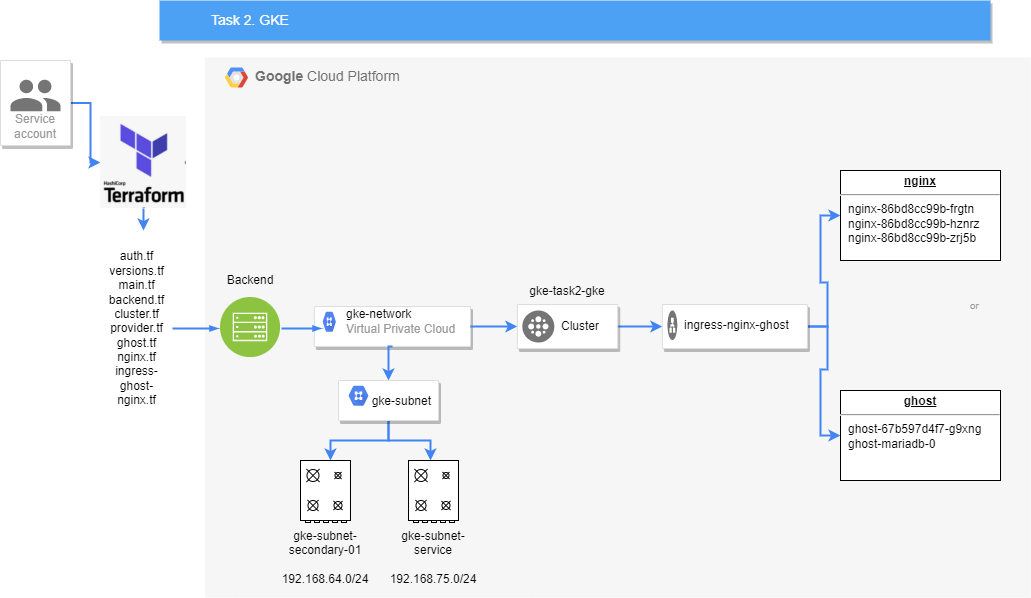 Task 2. GKE
Google Cloud Platform
Service
account
HashiCorp
Terraform
auth.tf
versions.tf
main.tf
backend.tf
cluster.tf
provider.tf
ghost.tf
nginx.tf
ingress-
ghost-
nginx.tf
Backend
gke-network
Virtual Private Cloud
gke-subnet
gke-subnet-
secondary-01
192.168.64.0/24
gke-subnet-
service
192.168.75.0/24
gke-task2-gke
Cluster
ingress-nginx-ghost
nginx
nginx-86bd8cc99b-frgtn
nginx-86bd8cc99b-hznrz
nginx-86bd8cc99b-zrj5b
or
ghost
ghost-67b597d4f7-g9xng
ghost-mariadb-0